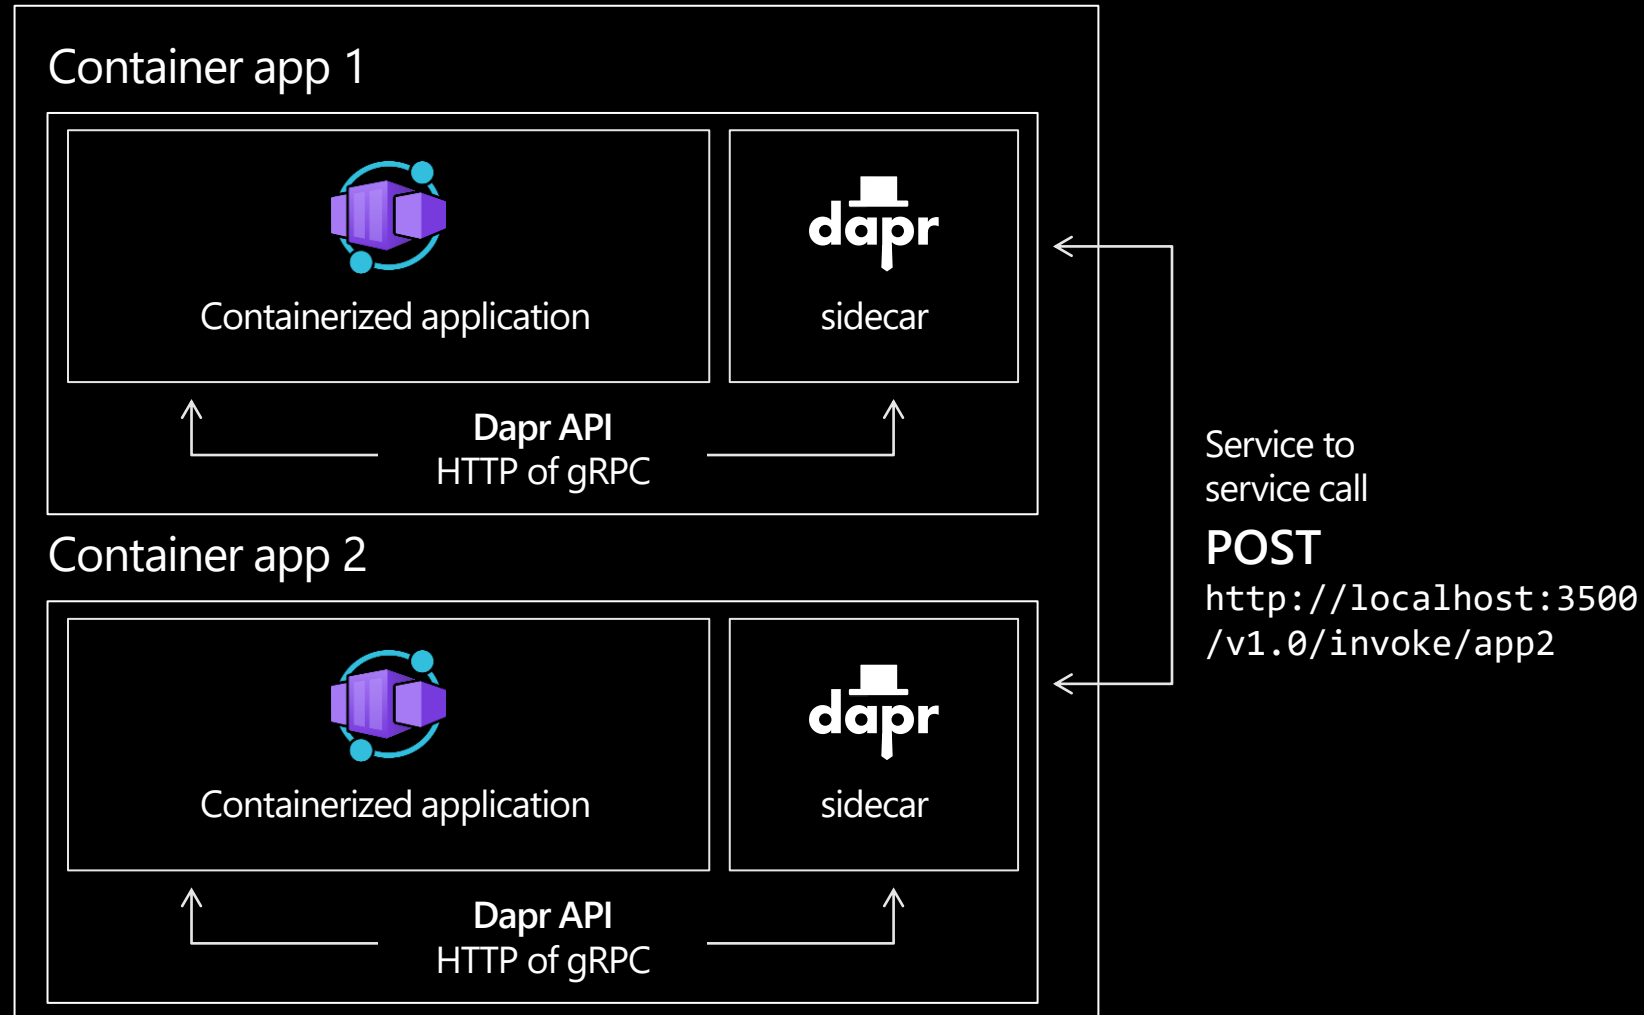 Container app 1
dapr
Containerized application
sidecar
Dapr API
HTTP of gRPC
Container app 2
dapr
Containerized application
sidecar
Dapr API
HTTP of gRPC
Service to
service call
POST
http://localhost:3500
/v1.0/invoke/app2